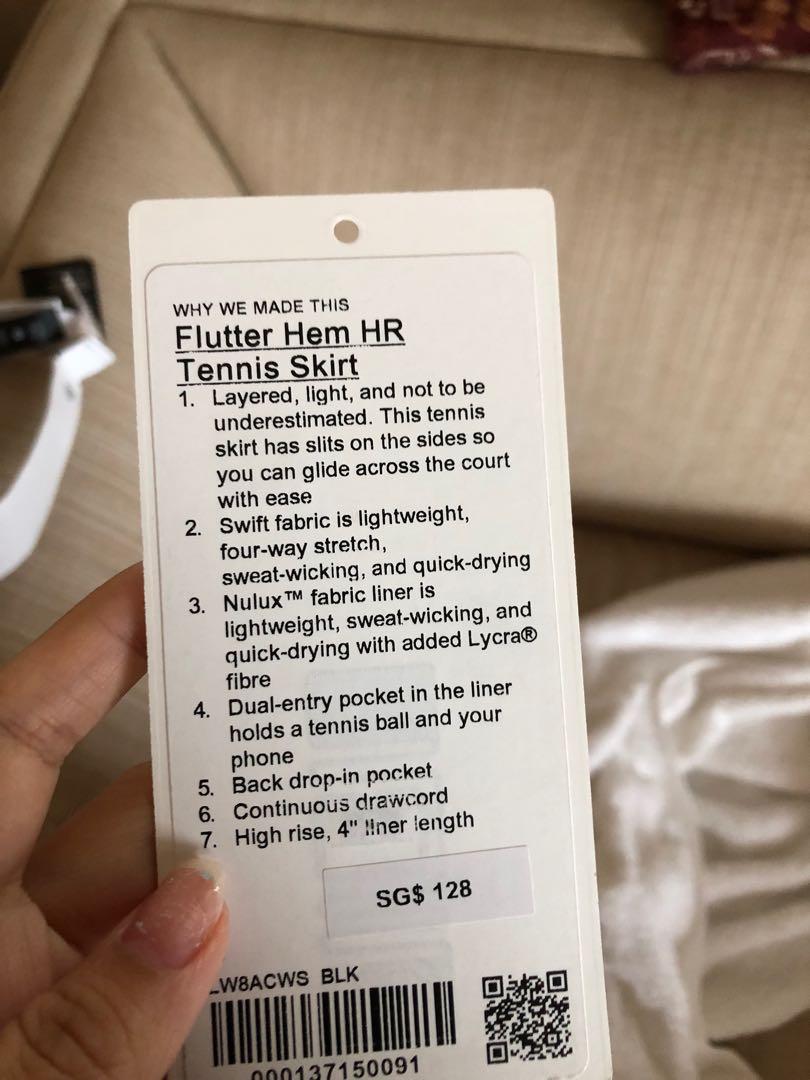 WHY WE MADE THIS
Flutter Hem HR
Tennis Skirt
1. Layered, light, and not to be
underestimated. This tennis
skirt has slits on the sides so
you can glide across the court
with ease
2. Swift fabric is lightweight,
four-way stretch,
sweat-wicking, and quick-drying
3. Nulux™ fabric liner is
lightweight, sweat-wicking, and
quick-drying with added Lycra®
fibre
4. Dual-entry pocket in the liner
holds a tennis ball and your
phone
5. Back drop-in pocket
6. Continuous drawcord
7. High rise, 4" liner length
SG$ 128
LW8ACWS BLK
000137150091